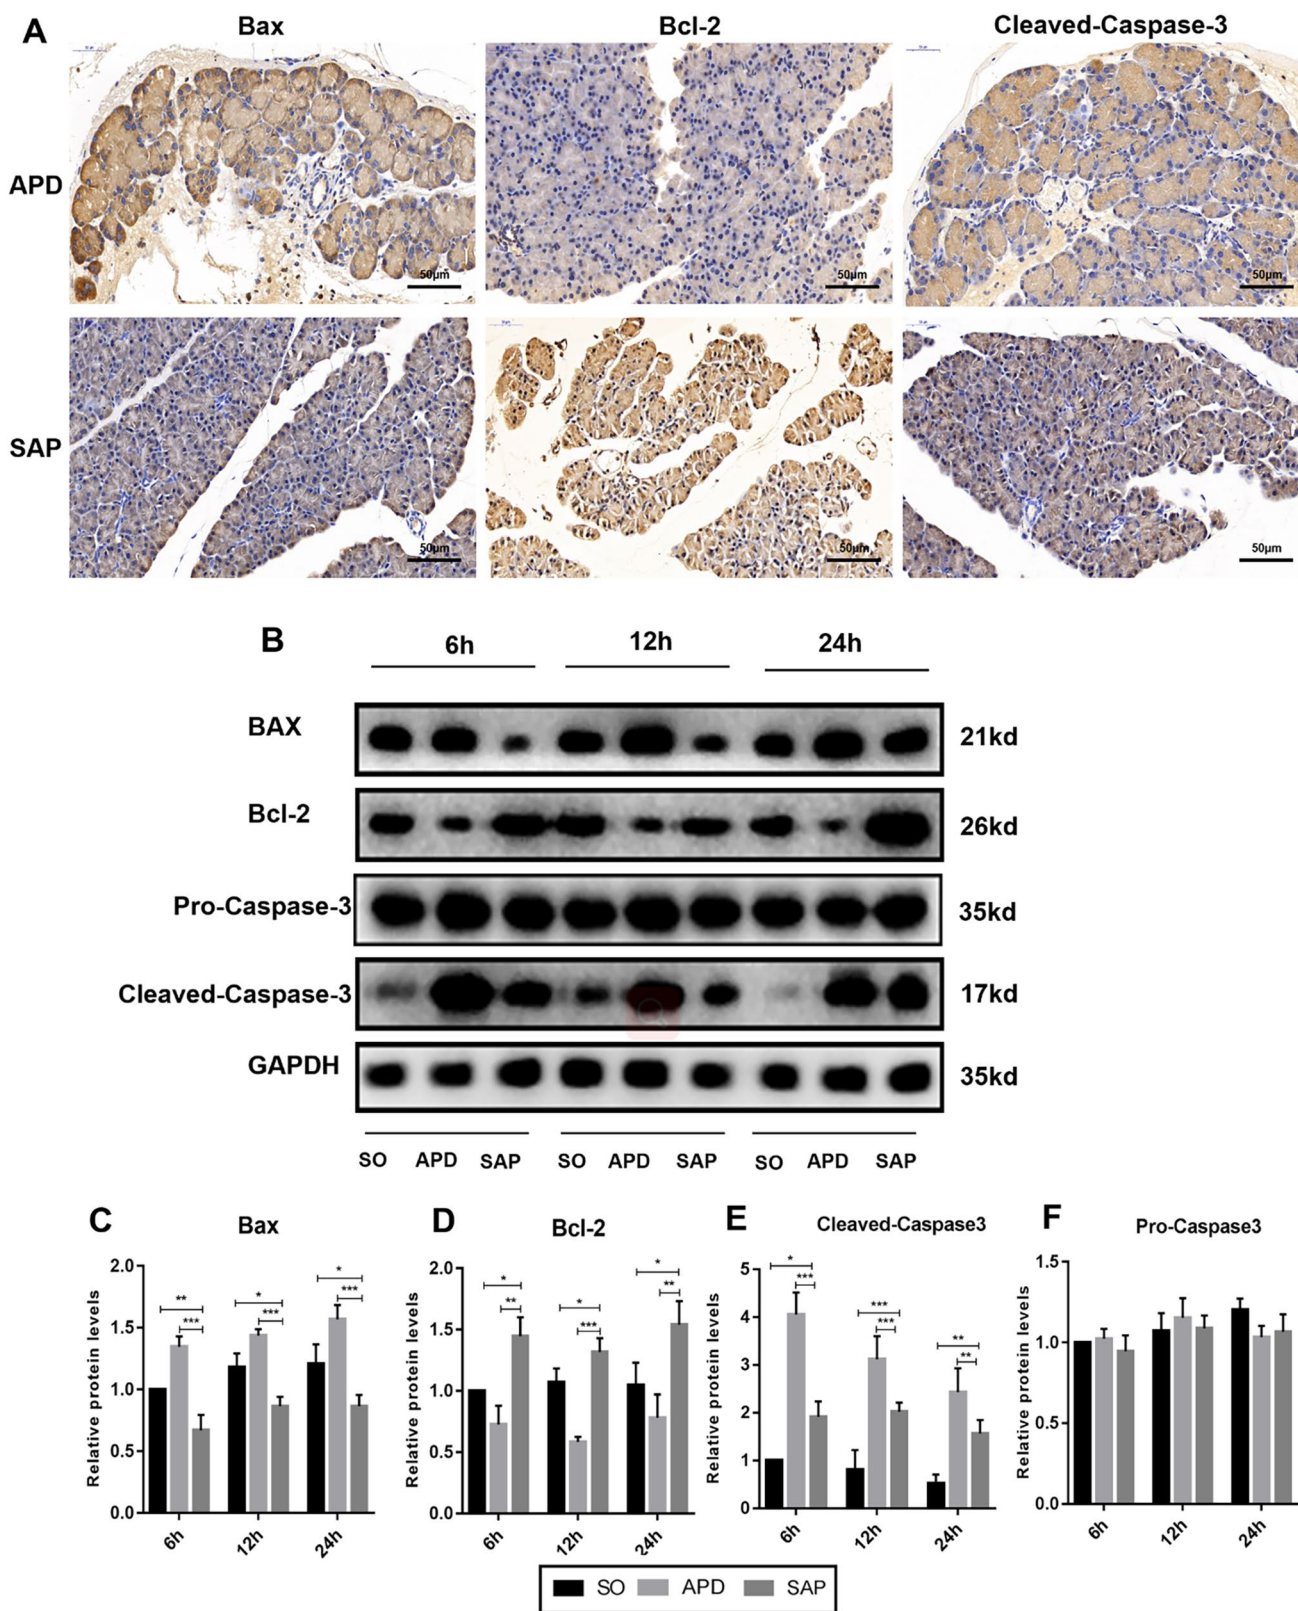 A
Bax
Bcl-2
Cleaved-Caspase-3
APD
50μm
50μm
50μm
SAP
50μm
50μm
50μm
B
6h
12h
24h
BAX
21kd
Bcl-2
26kd
Pro-Caspase-3
35kd
Cleaved-Caspase-3
17kd
GAPDH
35kd
SO APD SAP SO APD SAP SO APD SAP
C
Bax
Relative protein levels
2.0
1.5
1.0
0.5
0.0
**
***
*
***
*
***
6h
12h
24h
D
Bcl-2
Relative protein levels
2.0
1.5
1.0
0.5
0.0
*
**
*
***
*
**
6h
12h
24h
E
Cleaved-Caspase3
Relative protein levels
5
4
3
2
1
0
*
***
***
***
**
**
6h
12h
24h
F
Pro-Caspase3
Relative protein levels
1.5
1.0
0.5
0.0
6h
12h
24h
SO APD SAP